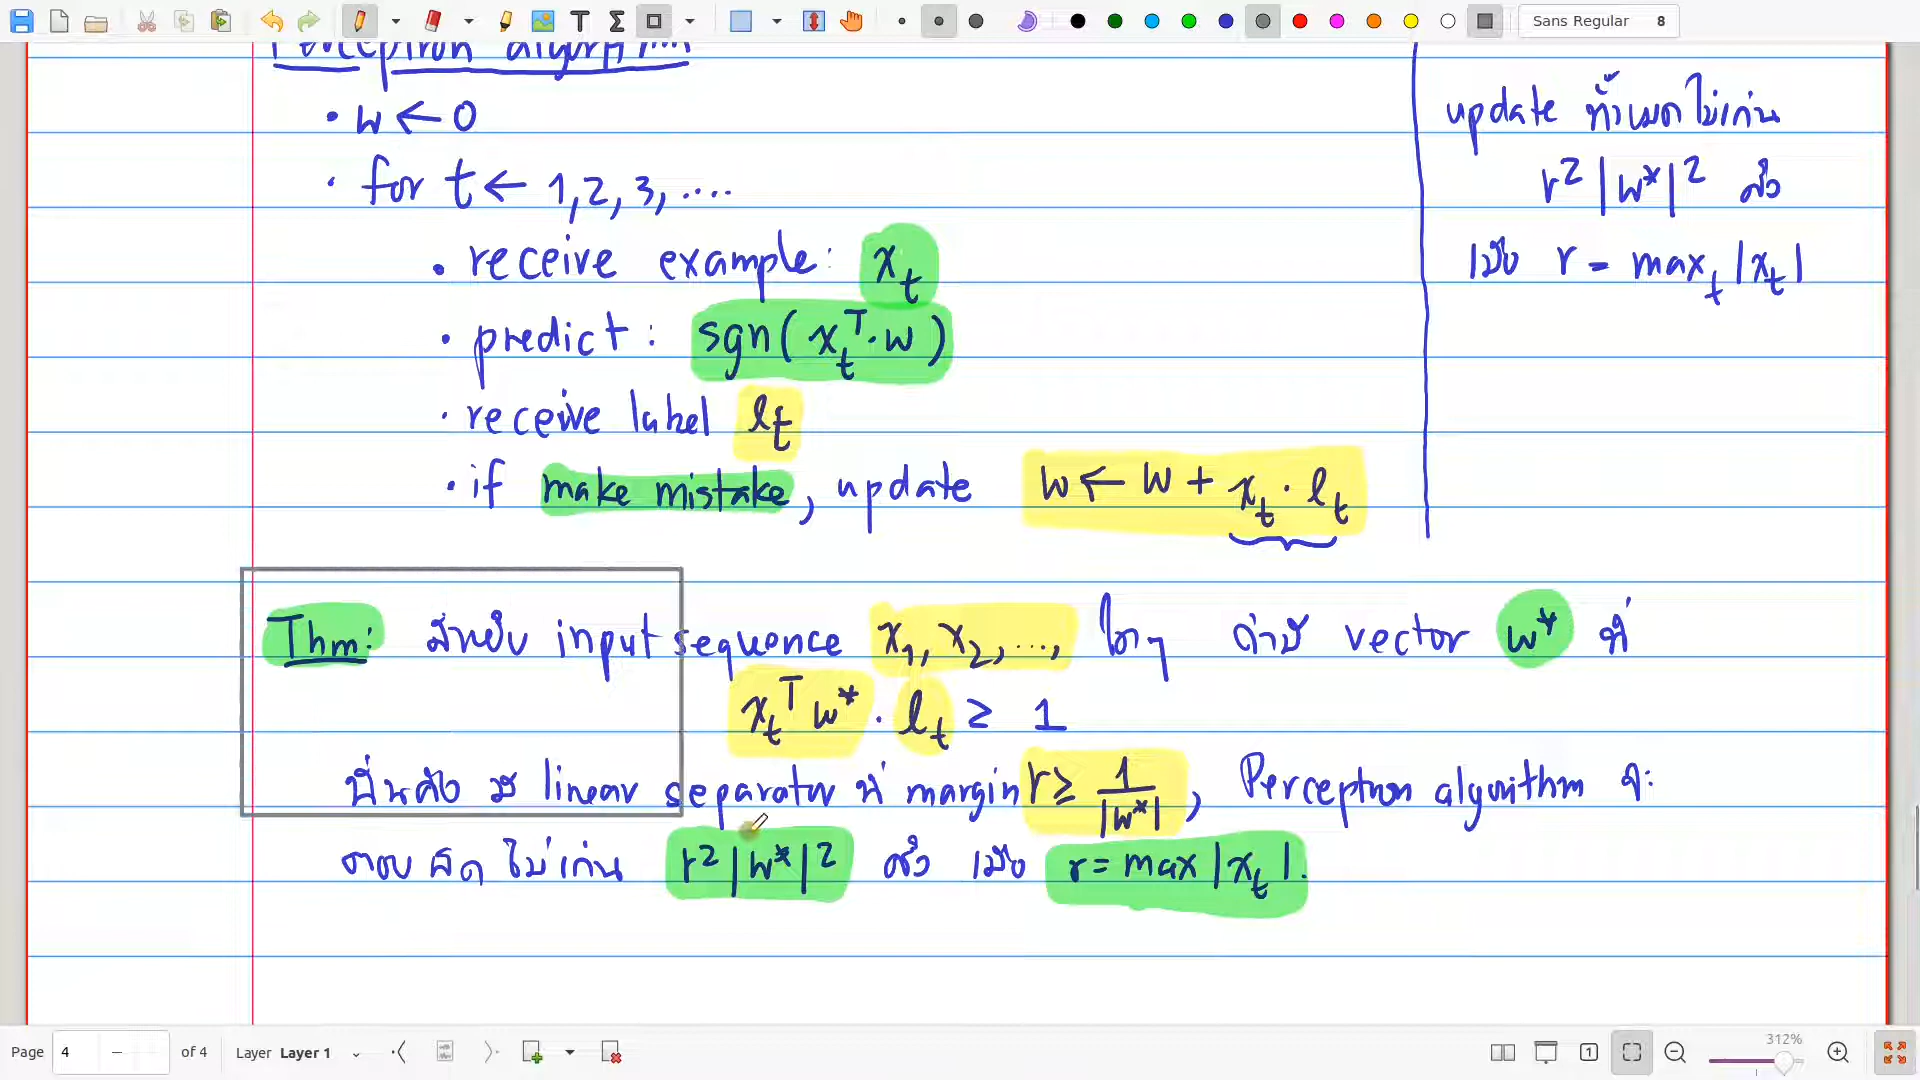 Sans Regular 8
Perceptron algorithm
• w ← 0
• for t ← 1, 2, 3, ....
• receive example: x_t
• predict: sgn( x_t^T · w )
• receive label l_t
• if make mistake, update w ← w + x_t · l_t
update ทั้งหมดไม่เกิน
r² |w*|² ครั้ง
เมื่อ r = max_t |x_t|
Thm: สำหรับ input sequence x_1, x_2, ..., ใดๆ ถ้ามี vector w* ที่
x_t^T w* · l_t ≥ 1
นั่นคือ มี linear separator ที่ margin γ ≥ 1/|w*| , Perceptron algorithm จะ
ตอบผิด ไม่เกิน r² |w*|² ครั้ง เมื่อ r = max |x_t|.
Page 4 of 4 Layer Layer 1 312%